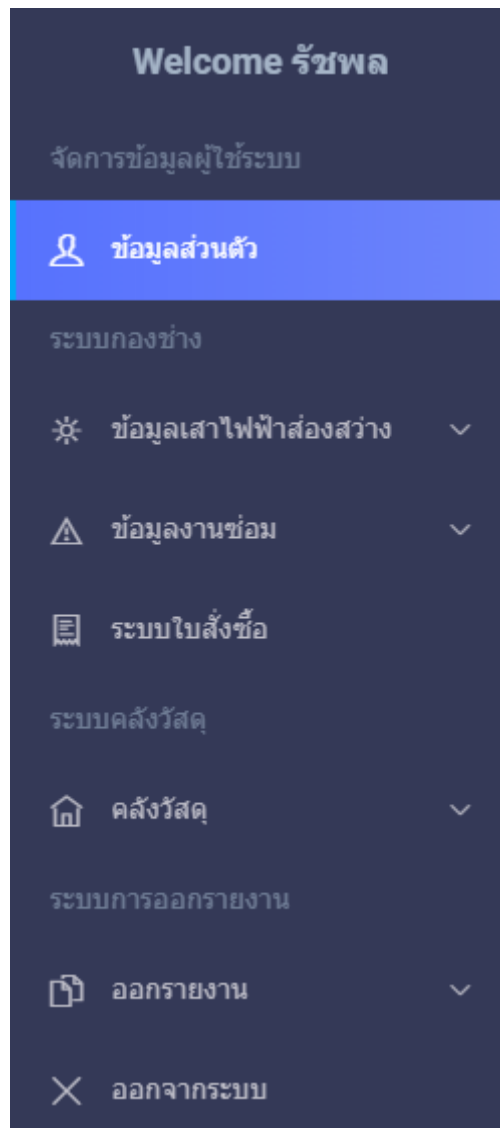 Welcome รัชพล
จัดการข้อมูลผู้ใช้ระบบ
ข้อมูลส่วนตัว
ระบบกองช่าง
ข้อมูลเสาไฟฟ้าส่องสว่าง
ข้อมูลงานซ่อม
ระบบใบสั่งซื้อ
ระบบคลังวัสดุ
คลังวัสดุ
ระบบการออกรายงาน
ออกรายงาน
ออกจากระบบ